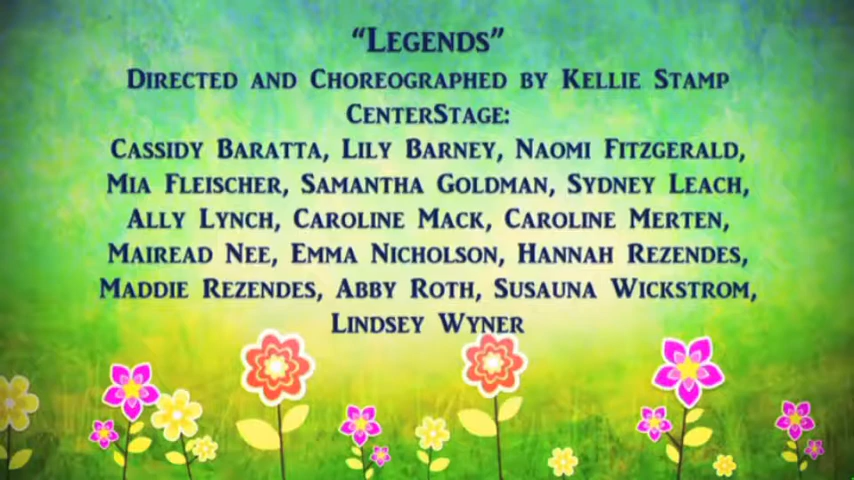 “Legends”
Directed and Choreographed by Kellie Stamp
CenterStage:
Cassidy Baratta, Lily Barney, Naomi Fitzgerald,
Mia Fleischer, Samantha Goldman, Sydney Leach,
Ally Lynch, Caroline Mack, Caroline Merten,
Mairead Nee, Emma Nicholson, Hannah Rezendes,
Maddie Rezendes, Abby Roth, Susauna Wickstrom,
Lindsey Wyner